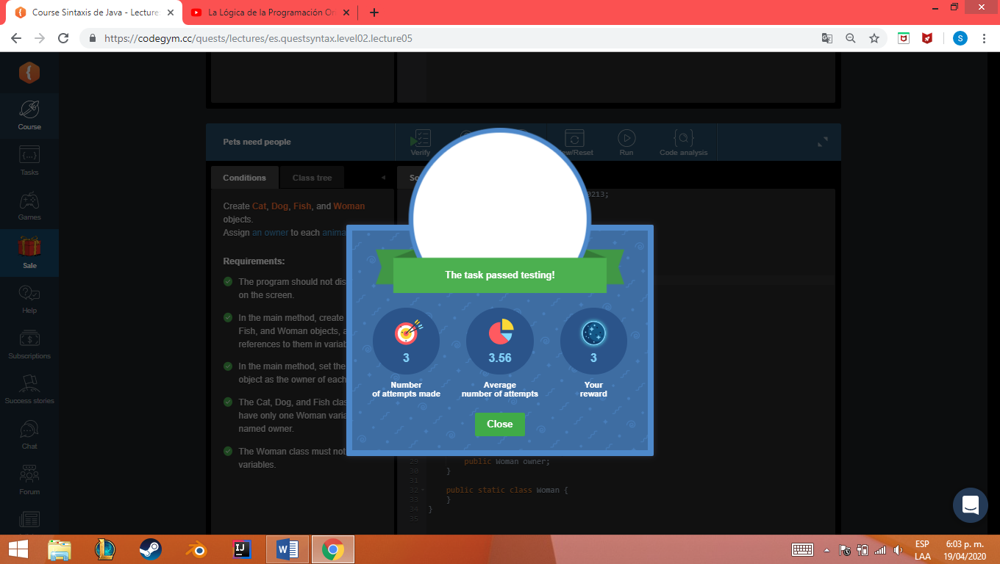 Course Sintaxis de Java - Lecture
La Lógica de la Programación Ori
https://codegym.cc/quests/lectures/es.questsyntax.level02.lecture05
S
Course
Tasks
Games
Sale
Help
Subscriptions
Success stories
Chat
Forum
Pets need people
Verify
Run
Code analysis
Conditions
Class tree
So
0213;
Create Cat, Dog, Fish, and Woman
objects.
Assign an owner to each anima
Requirements:
The program should not dis
on the screen.
In the main method, create
Fish, and Woman objects, a
references to them in variab
In the main method, set the
object as the owner of each
The Cat, Dog, and Fish clas
have only one Woman varia
named owner.
The Woman class must not
variables.
The task passed testing!
3
3.56
3
Number
of attempts made
Average
number of attempts
Your
reward
Close
29 public Woman owner;
30 }
31
32 public static class Woman {
33 }
34 }
35
ESP
LAA
6:03 p. m.
19/04/2020